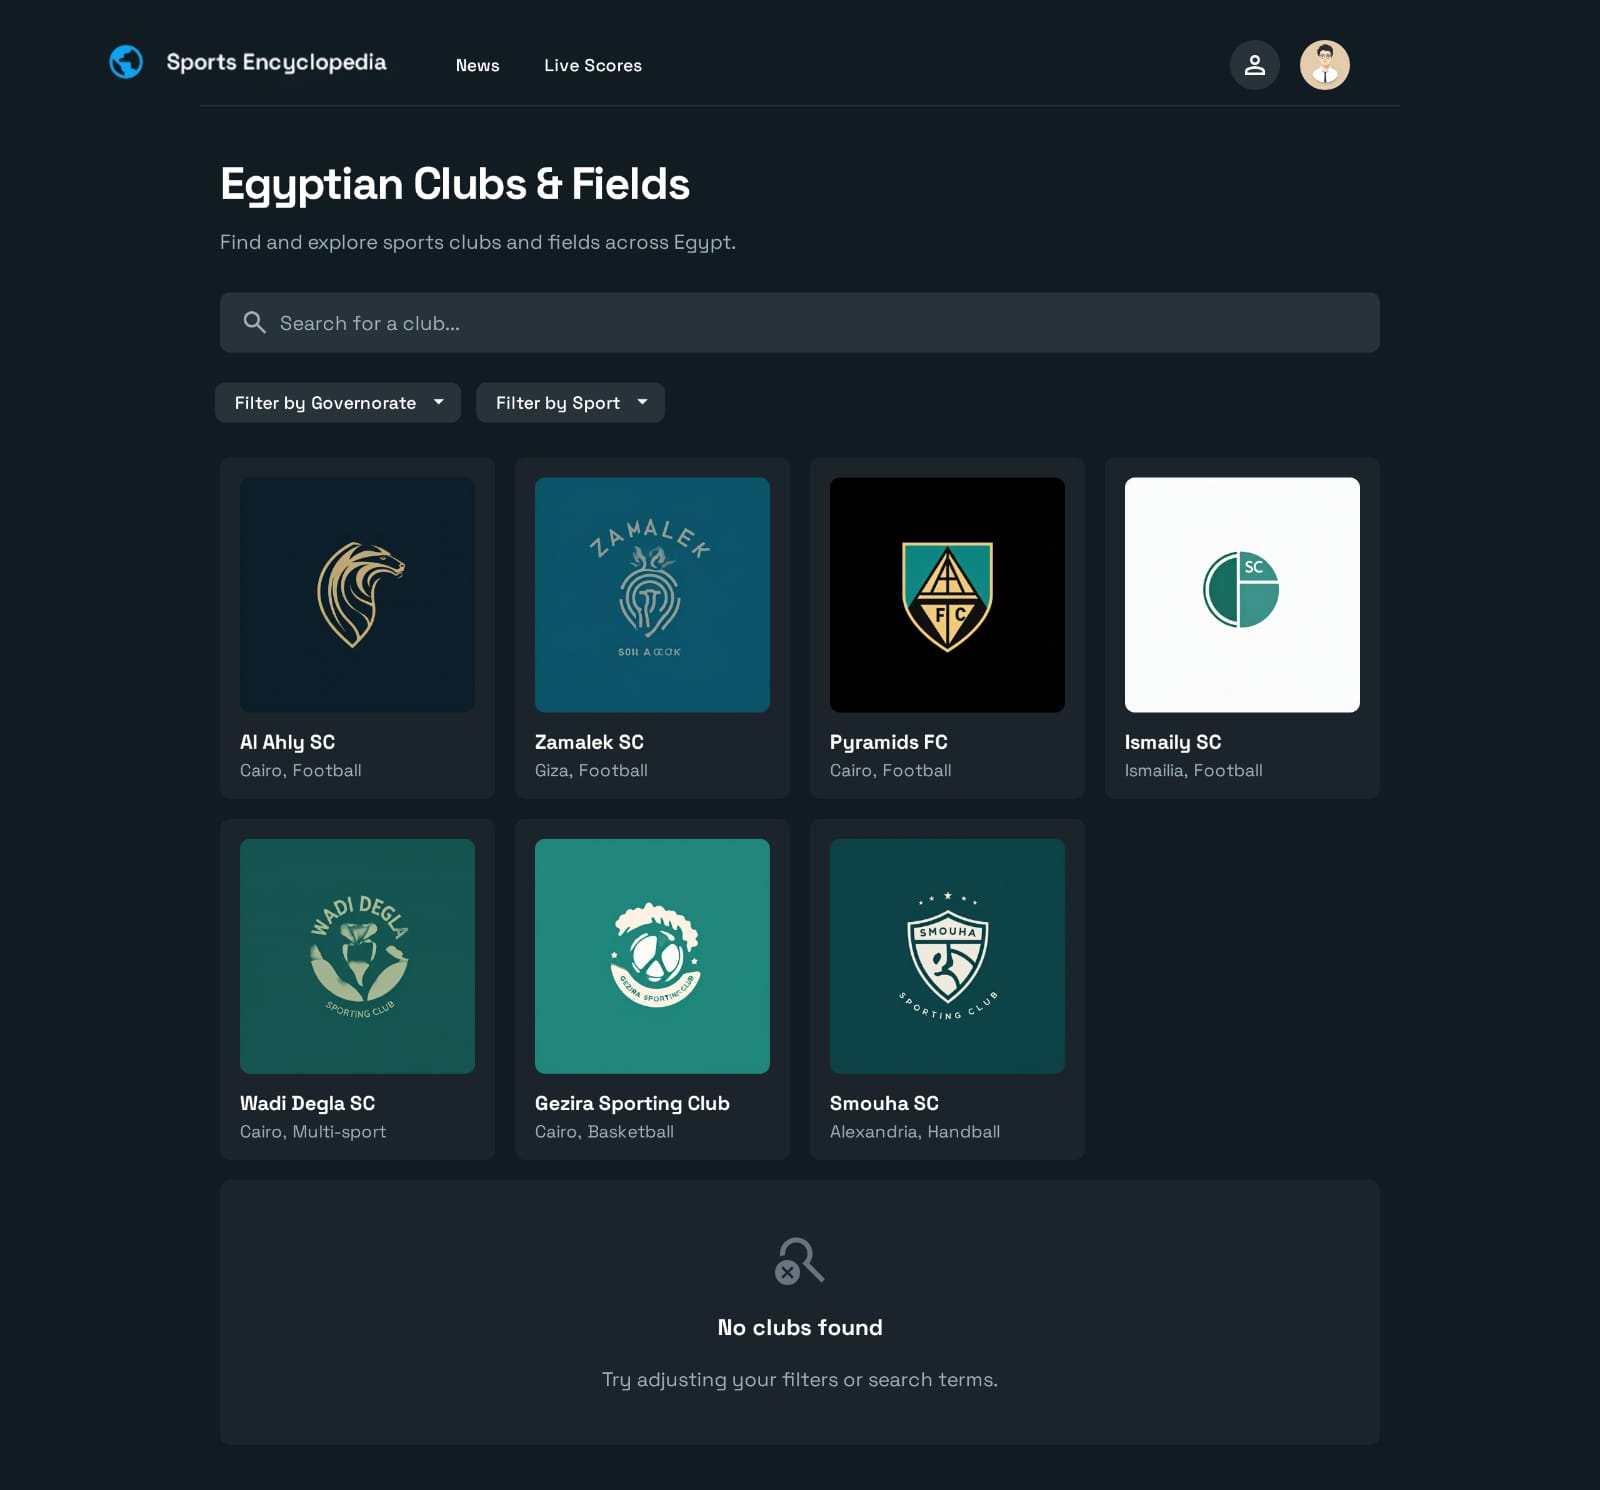 Sports Encyclopedia
News
Live Scores
Egyptian Clubs & Fields
Find and explore sports clubs and fields across Egypt.
Search for a club...
Filter by Governorate
Filter by Sport
ZAMALEK
FC
SC
Al Ahly SC
Cairo, Football
Zamalek SC
Giza, Football
Pyramids FC
Cairo, Football
Ismaily SC
Ismailia, Football
WADI DEGLA
SPORTING CLUB
GEZIRA SPORTING CLUB
SMOUHA
SPORTING CLUB
Wadi Degla SC
Cairo, Multi-sport
Gezira Sporting Club
Cairo, Basketball
Smouha SC
Alexandria, Handball
No clubs found
Try adjusting your filters or search terms.